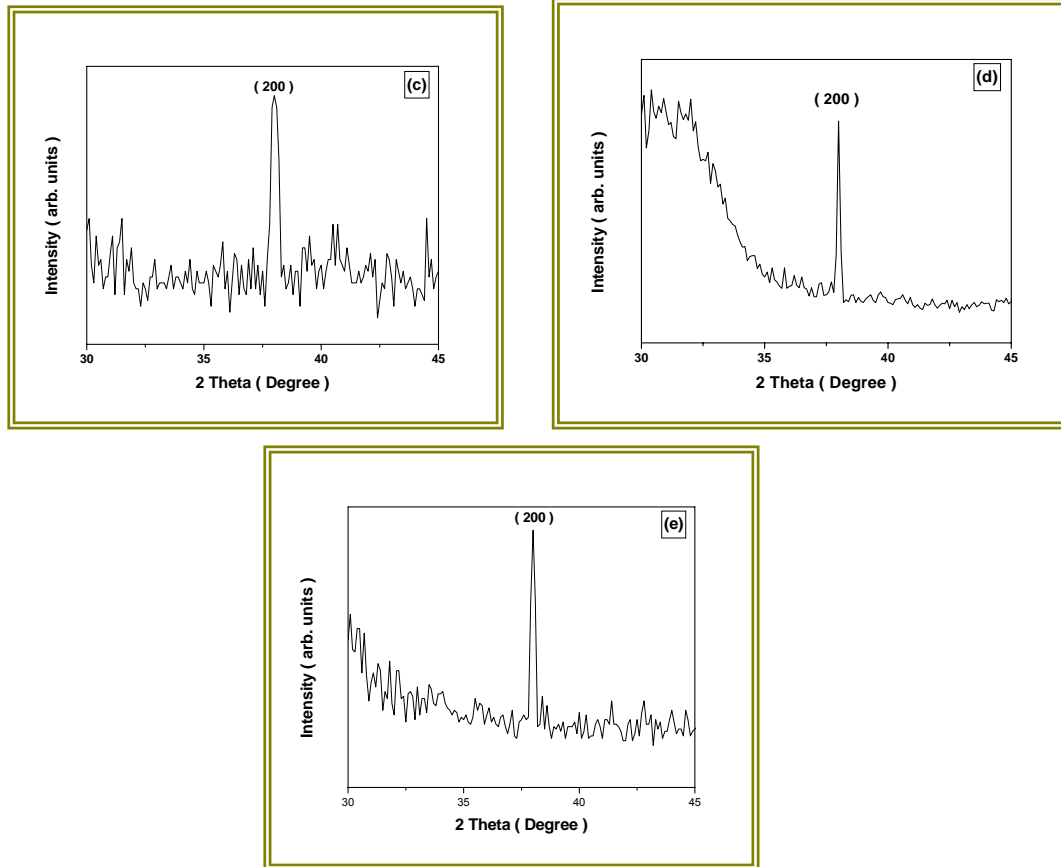 ( 200 )
(c)
Intensity ( arb. units )
30
35
40
45
2 Theta ( Degree )
( 200 )
(d)
Intensity ( arb. units )
30
35
40
45
2 Theta ( Degree )
( 200 )
(e)
Intensity ( arb. units )
30
35
40
45
2 Theta ( Degree )